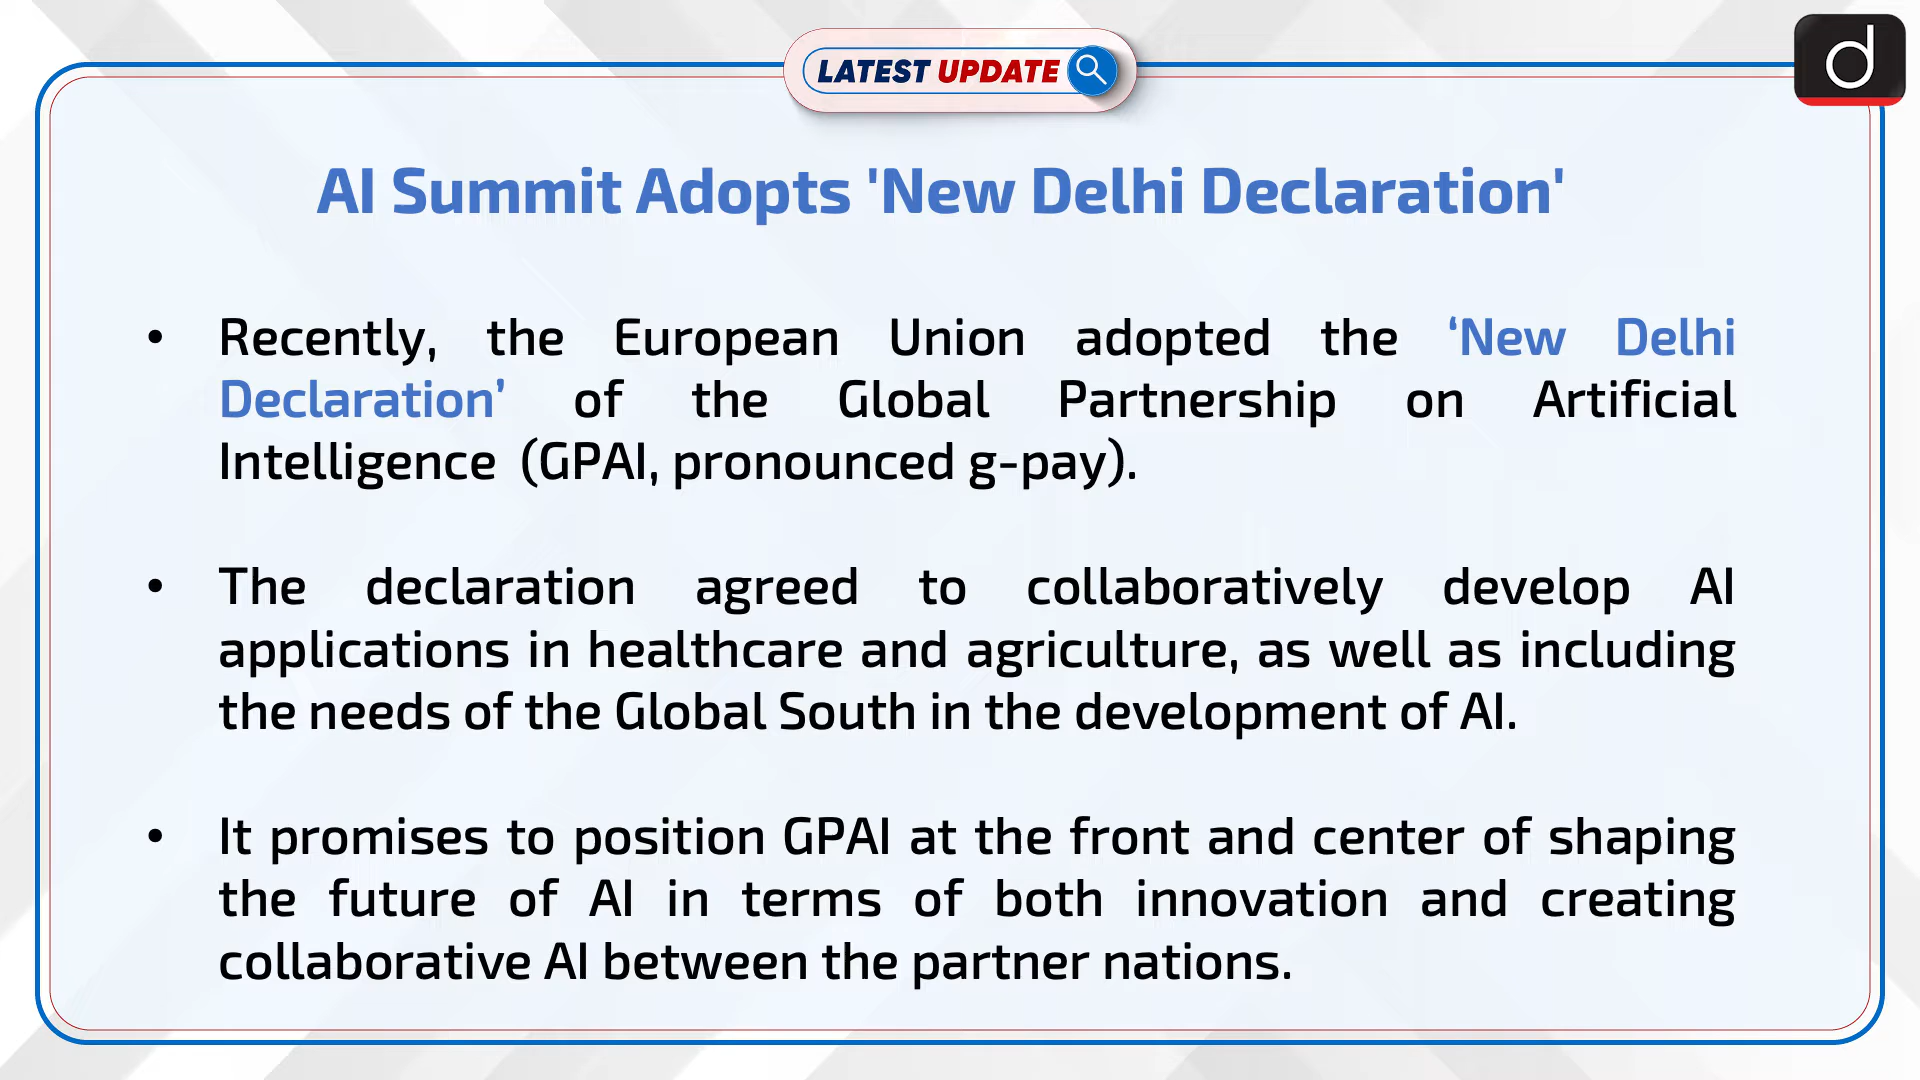 LATEST UPDATE
d
AI Summit Adopts 'New Delhi Declaration'
• Recently, the European Union adopted the ‘New Delhi
Declaration’ of the Global Partnership on Artificial
Intelligence (GPAI, pronounced g-pay).
• The declaration agreed to collaboratively develop AI
applications in healthcare and agriculture, as well as including
the needs of the Global South in the development of AI.
• It promises to position GPAI at the front and center of shaping
the future of AI in terms of both innovation and creating
collaborative AI between the partner nations.